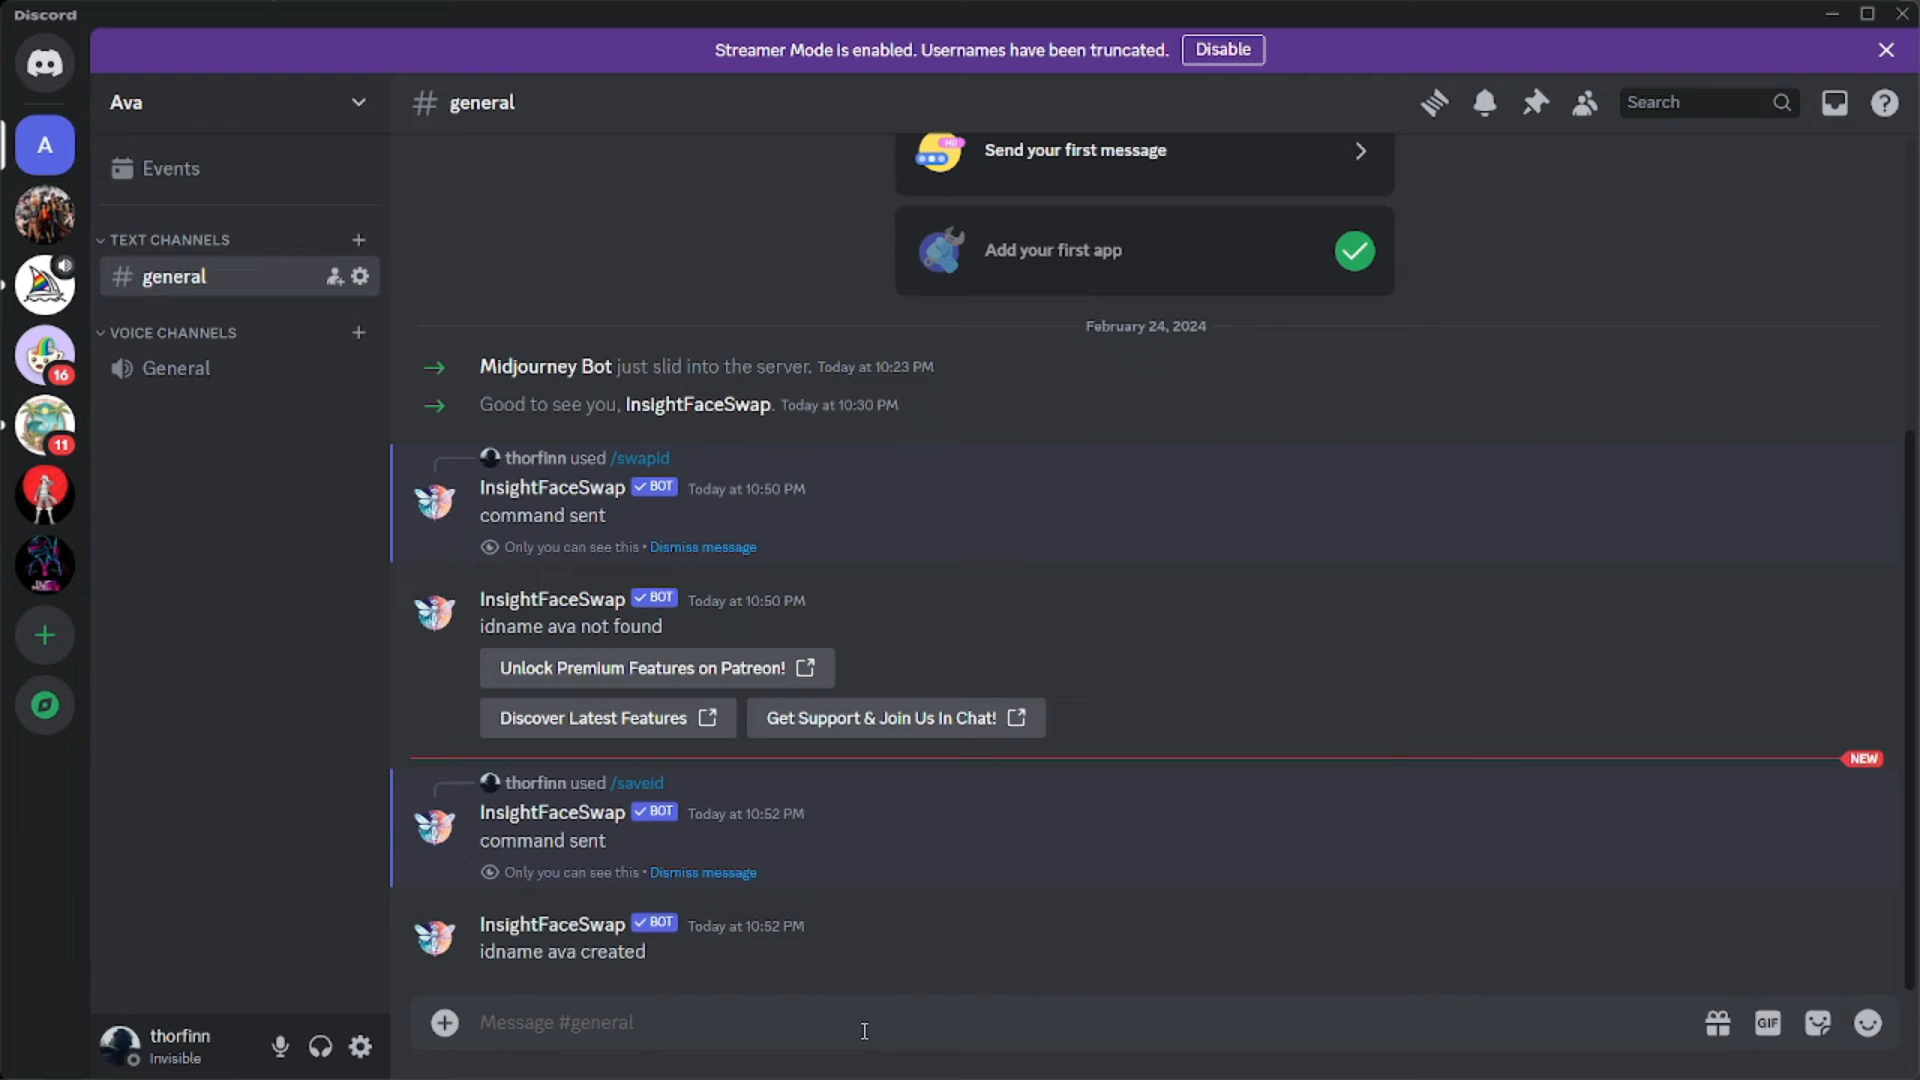 Discord
Streamer Mode is enabled. Usernames have been truncated. Disable
Ava
# general
Search
Events
Send your first message
Add your first app
TEXT CHANNELS
# general
VOICE CHANNELS
General
February 24, 2024
Midjourney Bot just slid into the server. Today at 10:23 PM
Good to see you, InsightFaceSwap. Today at 10:30 PM
thorfinn used /swapid
InsightFaceSwap BOT Today at 10:50 PM
command sent
Only you can see this • Dismiss message
InsightFaceSwap BOT Today at 10:50 PM
idname ava not found
Unlock Premium Features on Patreon!
Discover Latest Features
Get Support & Join Us In Chat!
NEW
thorfinn used /saveid
InsightFaceSwap BOT Today at 10:52 PM
command sent
Only you can see this • Dismiss message
InsightFaceSwap BOT Today at 10:52 PM
idname ava created
Message #general
GIF
thorfinn
Invisible
A
16
11